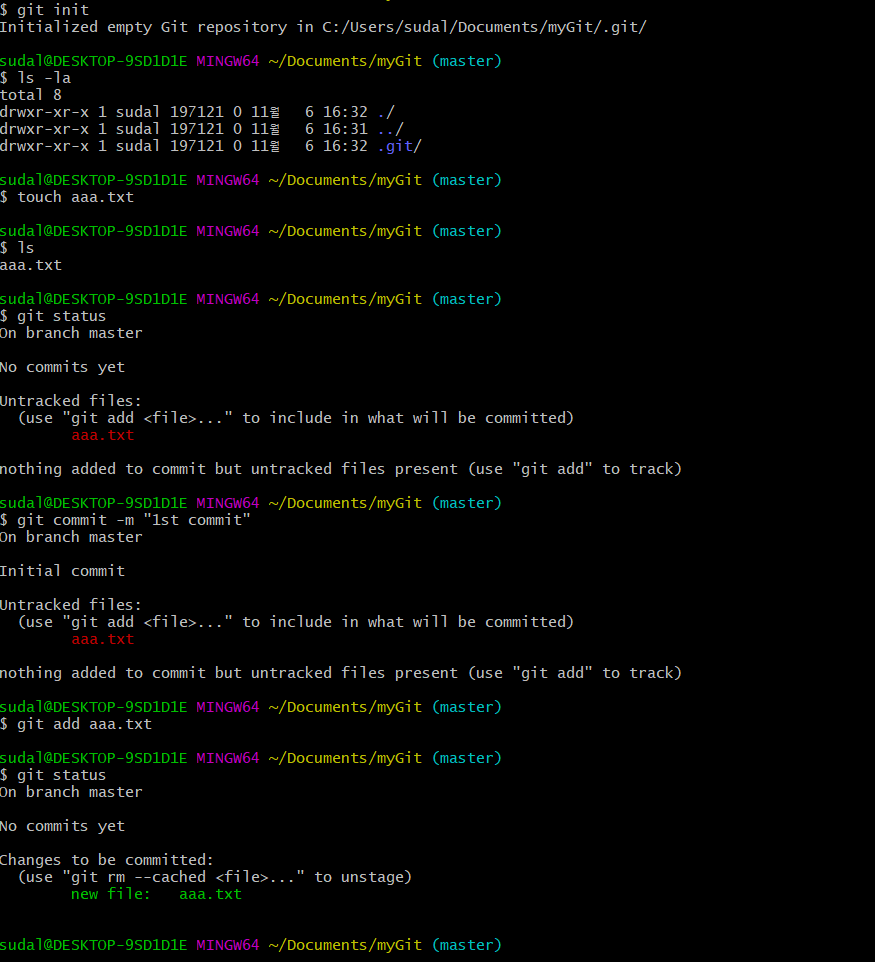 $ git init
Initialized empty Git repository in C:/Users/sudal/Documents/myGit/.git/
sudal@DESKTOP-9SD1D1E MINGW64 ~/Documents/myGit (master)
$ ls -la
total 8
drwxr-xr-x 1 sudal 197121 0 11월  6 16:32 ./
drwxr-xr-x 1 sudal 197121 0 11월  6 16:31 ../
drwxr-xr-x 1 sudal 197121 0 11월  6 16:32 .git/
sudal@DESKTOP-9SD1D1E MINGW64 ~/Documents/myGit (master)
$ touch aaa.txt
sudal@DESKTOP-9SD1D1E MINGW64 ~/Documents/myGit (master)
$ ls
aaa.txt
sudal@DESKTOP-9SD1D1E MINGW64 ~/Documents/myGit (master)
$ git status
On branch master
No commits yet
Untracked files:
  (use "git add <file>..." to include in what will be committed)
        aaa.txt
nothing added to commit but untracked files present (use "git add" to track)
sudal@DESKTOP-9SD1D1E MINGW64 ~/Documents/myGit (master)
$ git commit -m "1st commit"
On branch master
Initial commit
Untracked files:
  (use "git add <file>..." to include in what will be committed)
        aaa.txt
nothing added to commit but untracked files present (use "git add" to track)
sudal@DESKTOP-9SD1D1E MINGW64 ~/Documents/myGit (master)
$ git add aaa.txt
sudal@DESKTOP-9SD1D1E MINGW64 ~/Documents/myGit (master)
$ git status
On branch master
No commits yet
Changes to be committed:
  (use "git rm --cached <file>..." to unstage)
        new file:   aaa.txt
sudal@DESKTOP-9SD1D1E MINGW64 ~/Documents/myGit (master)